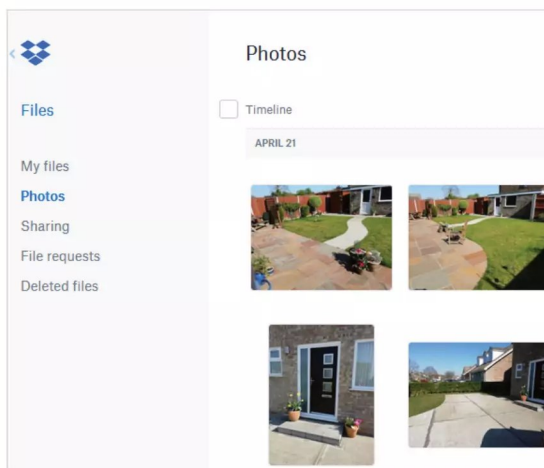 Photos
Files
Timeline
APRIL 21
My files
Photos
Sharing
File requests
Deleted files